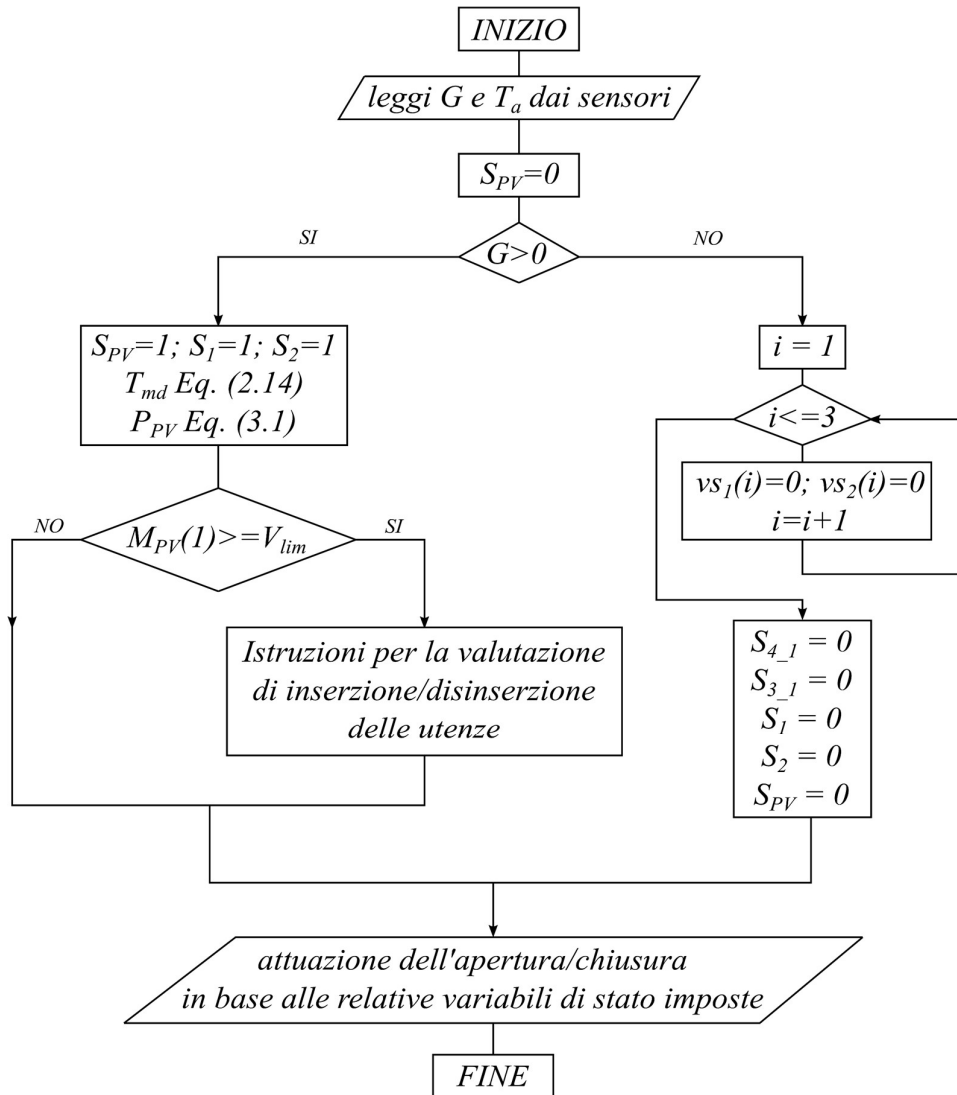 INIZIO
leggi G e T_a dai sensori
S_PV=0
SI
NO
G>0
S_PV=1; S_1=1; S_2=1
T_md Eq. (2.14)
P_PV Eq. (3.1)
i = 1
i<=3
vs_1(i)=0; vs_2(i)=0
i=i+1
NO
M_PV(1)>=V_lim
SI
Istruzioni per la valutazione
di inserzione/disinserzione
delle utenze
S_4_1 = 0
S_3_1 = 0
S_1 = 0
S_2 = 0
S_PV = 0
attuazione dell'apertura/chiusura
in base alle relative variabili di stato imposte
FINE